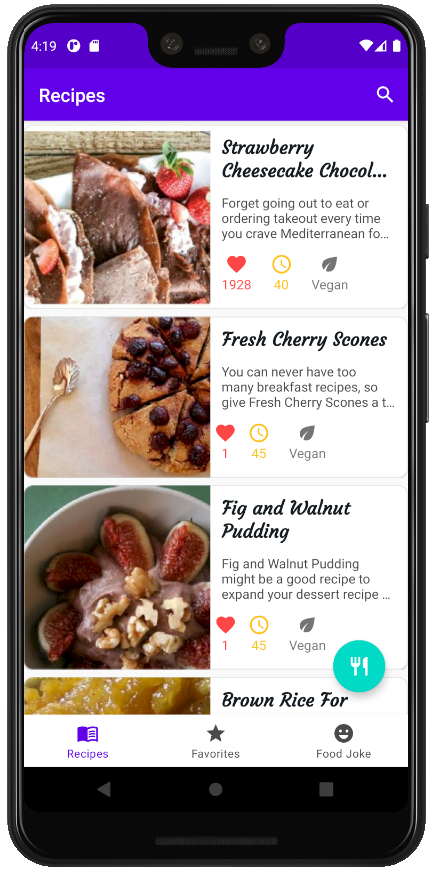 4:19
Recipes
Strawberry
Cheesecake Chocol...
Forget going out to eat or
ordering takeout every time
you crave Mediterranean fo...
1928
40
Vegan
Fresh Cherry Scones
You can never have too
many breakfast recipes, so
give Fresh Cherry Scones a t...
1
45
Vegan
Fig and Walnut
Pudding
Fig and Walnut Pudding
might be a good recipe to
expand your dessert recipe ...
1
45
Vegan
Brown Rice For
Recipes
Favorites
Food Joke